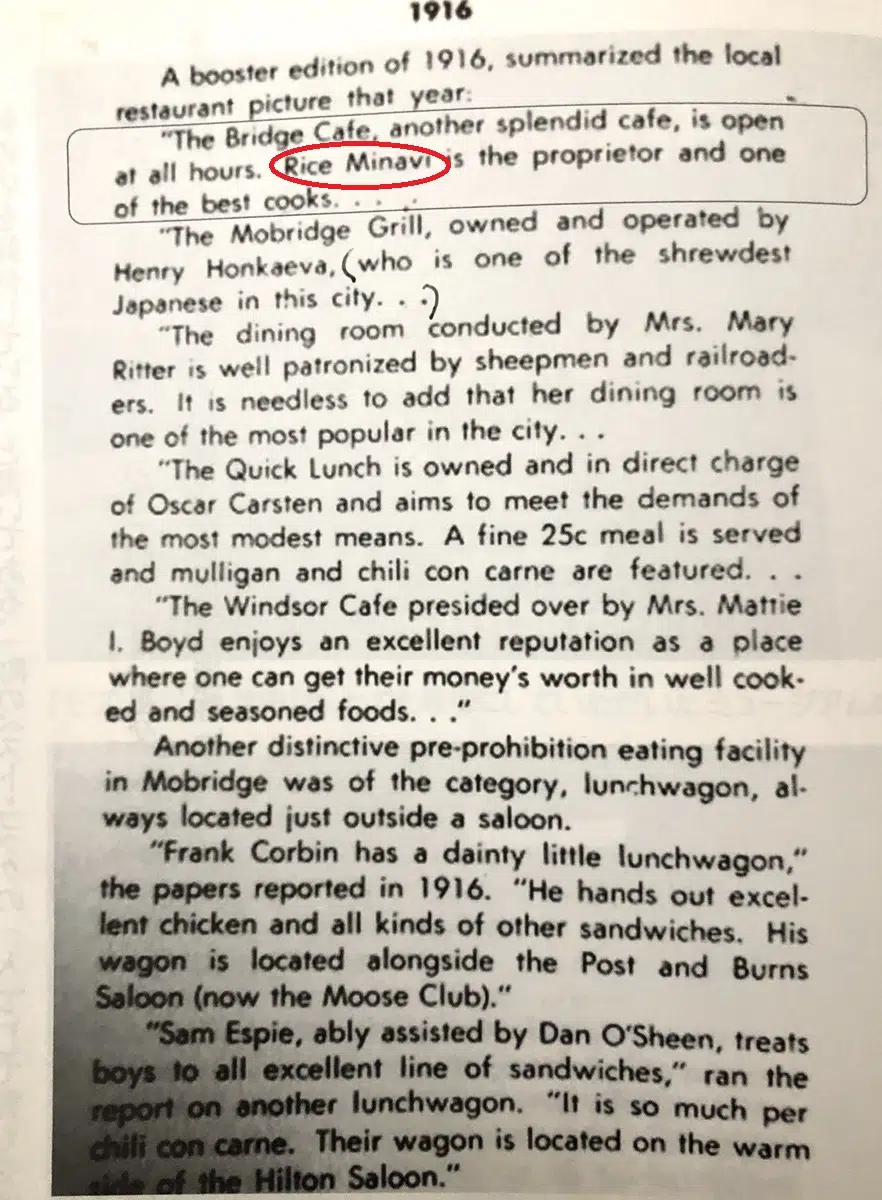 1916
A booster edition of 1916, summarized the local
restaurant picture that year:
"The Bridge Cafe, another splendid cafe, is open
at all hours. Rice Minavi is the proprietor and one
of the best cooks. . . .
"The Mobridge Grill, owned and operated by
Henry Honkaeva, (who is one of the shrewdest
Japanese in this city. . .)
"The dining room conducted by Mrs. Mary
Ritter is well patronized by sheepmen and railroad-
ers. It is needless to add that her dining room is
one of the most popular in the city. . .
"The Quick Lunch is owned and in direct charge
of Oscar Carsten and aims to meet the demands of
the most modest means. A fine 25c meal is served
and mulligan and chili con carne are featured. . .
"The Windsor Cafe presided over by Mrs. Mattie
I. Boyd enjoys an excellent reputation as a place
where one can get their money's worth in well cook-
ed and seasoned foods. . ."
Another distinctive pre-prohibition eating facility
in Mobridge was of the category, lunchwagon, al-
ways located just outside a saloon.
"Frank Corbin has a dainty little lunchwagon,"
the papers reported in 1916. "He hands out excel-
lent chicken and all kinds of other sandwiches. His
wagon is located alongside the Post and Burns
Saloon (now the Moose Club)."
"Sam Espie, ably assisted by Dan O'Sheen, treats
boys to all excellent line of sandwiches," ran the
report on another lunchwagon. "It is so much per
chili con carne. Their wagon is located on the warm
side of the Hilton Saloon."